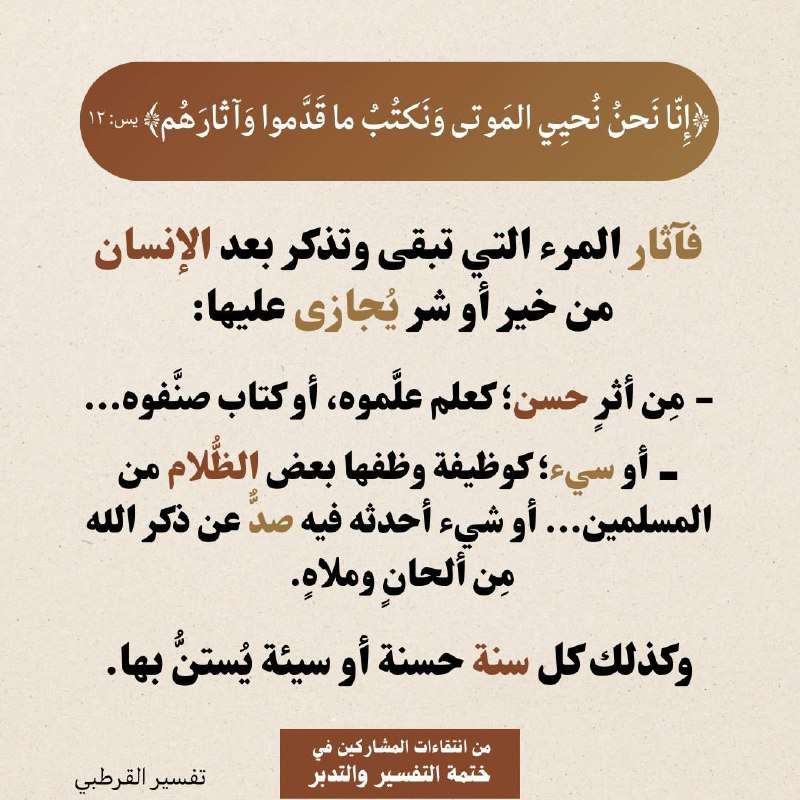 ﴿إِنّا نَحنُ نُحيِي المَوتى وَنَكتُبُ ما قَدَّموا وَآثارَهُم﴾ يس: ١٢
فآثار المرء التي تبقى وتذكر بعد الإنسان
من خير أو شر يُجازى عليها:
- مِن أثرٍ حسن؛ كعلم علَّموه، أو كتاب صنَّفوه...
- أو سيء؛ كوظيفة وظفها بعض الظُّلام من
المسلمين... أو شيء أحدثه فيه صدٌّ عن ذكر الله
مِن ألحانٍ وملاهٍ.
وكذلك كل سنة حسنة أو سيئة يُستنُّ بها.
من انتقاءات المشاركين في
ختمة التفسير والتدبر
تفسير القرطبي